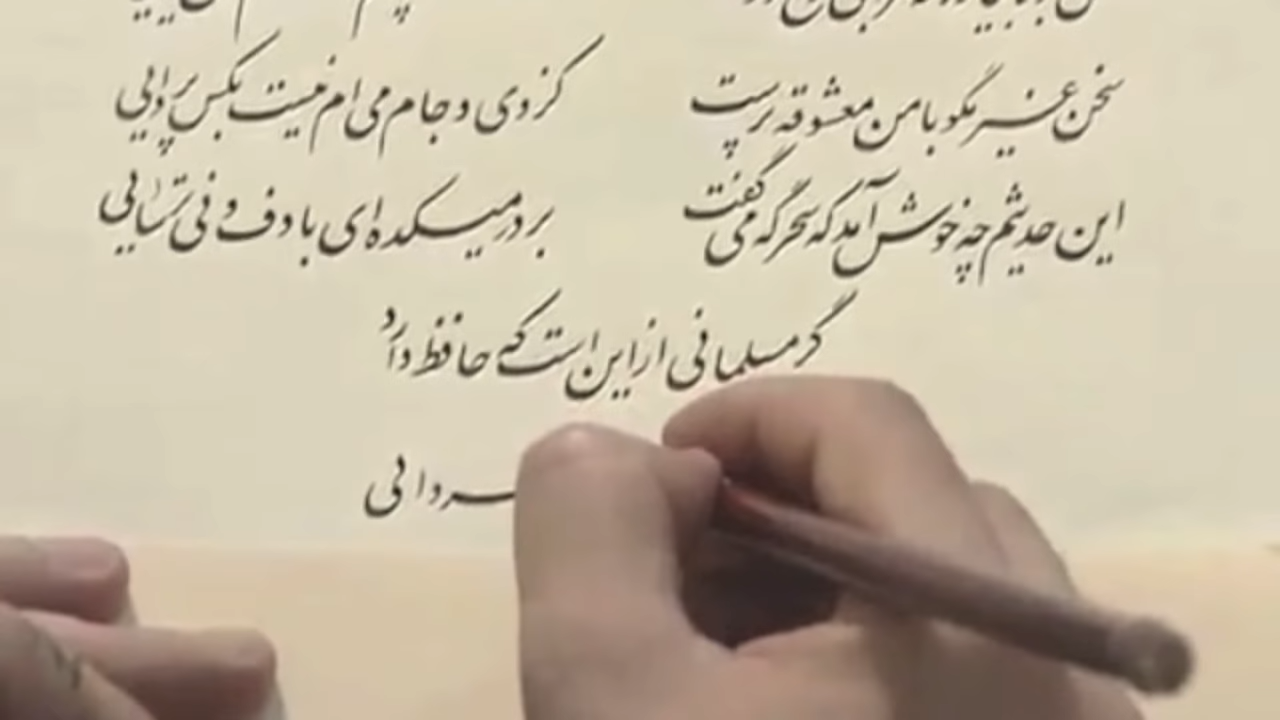 سخن غیر مگو با من معشوقه پرست کز وی و جام می ام نیست بکس پروایی
این حدیثم چه خوش آمد که سحرگه می گفت بر در میکده ای با دف و نی ترسایی
گر مسلمانی از این است که حافظ دارد